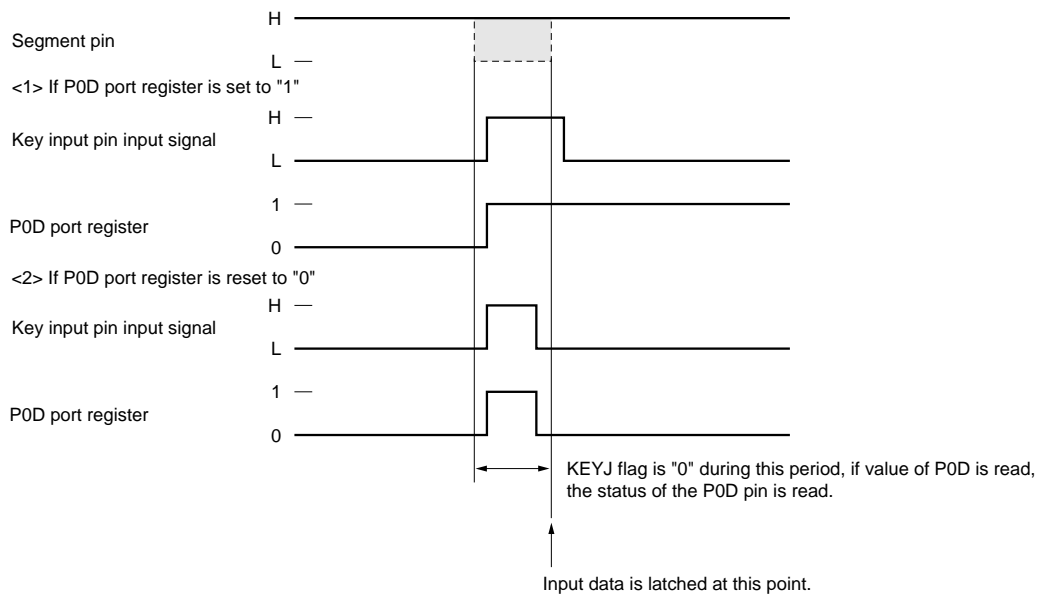 H
Segment pin
L
<1> If P0D port register is set to "1"
H
Key input pin input signal
L
1
P0D port register
0
<2> If P0D port register is reset to "0"
H
Key input pin input signal
L
1
P0D port register
0
KEYJ flag is "0" during this period, if value of P0D is read,
the status of the P0D pin is read.
Input data is latched at this point.